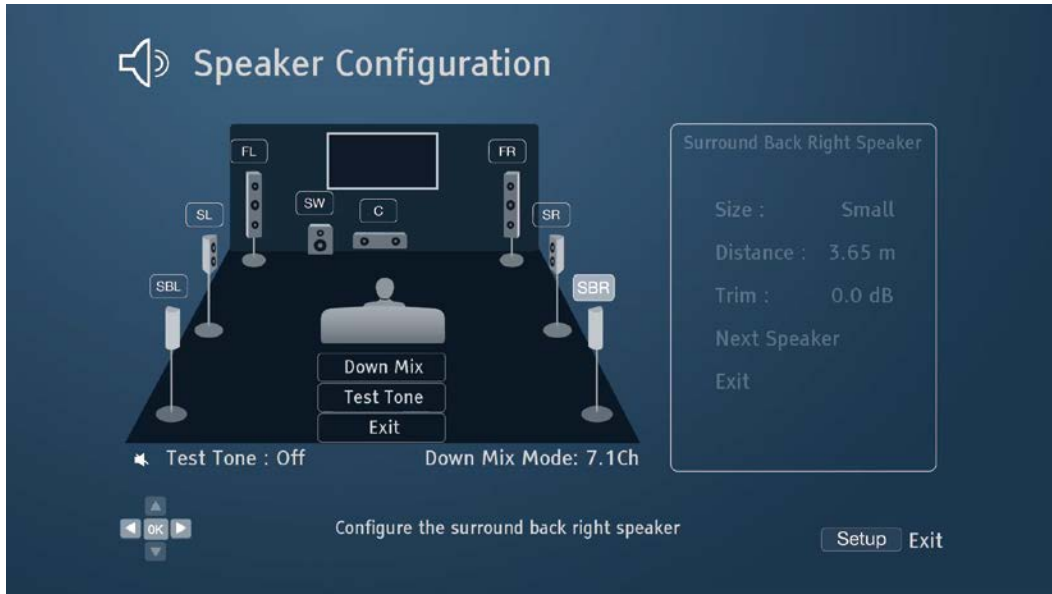 Speaker Configuration
FL
FR
SW
C
SL
SR
SBL
SBR
Down Mix
Test Tone
Exit
Test Tone : Off
Down Mix Mode: 7.1Ch
Surround Back Right Speaker
Size : Small
Distance : 3.65 m
Trim : 0.0 dB
Next Speaker
Exit
OK
Configure the surround back right speaker
Setup Exit